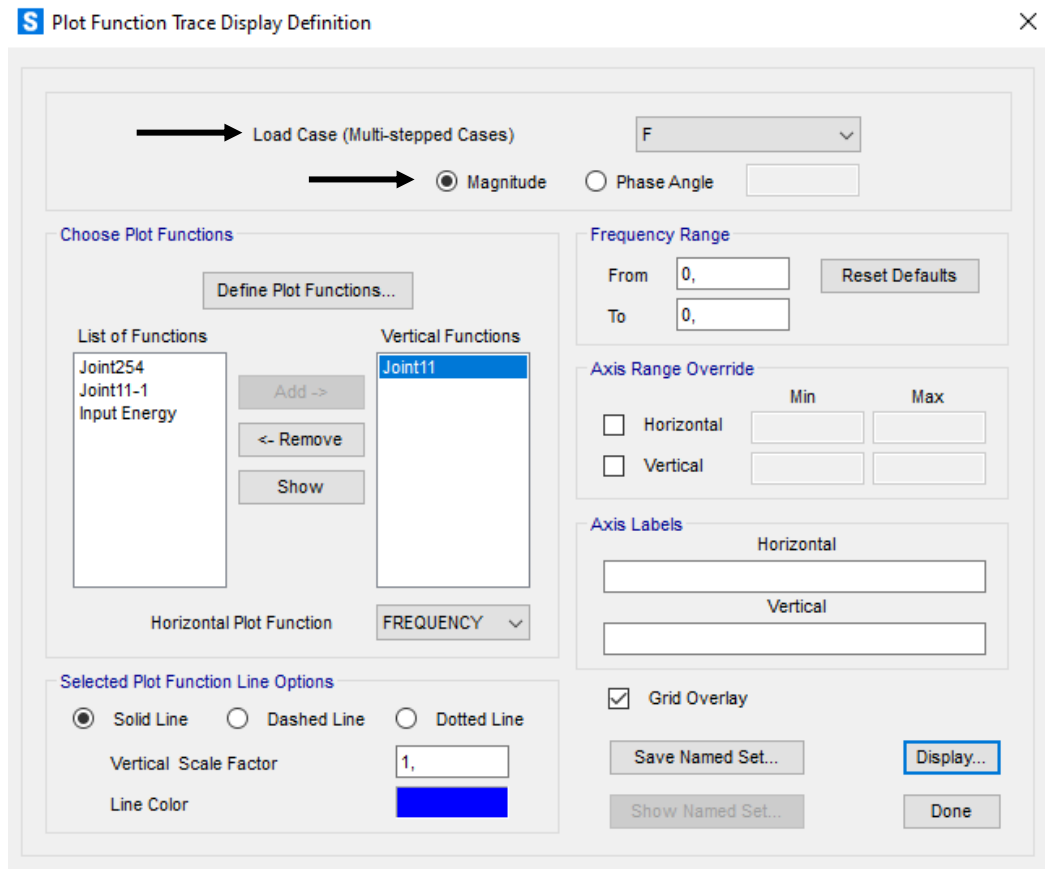 S Plot Function Trace Display Definition
Load Case (Multi-stepped Cases) F
Magnitude Phase Angle
Choose Plot Functions
Define Plot Functions...
List of Functions Vertical Functions
Joint254
Joint11-1
Input Energy
Add ->
<- Remove
Show
Joint11
Horizontal Plot Function FREQUENCY
Selected Plot Function Line Options
Solid Line Dashed Line Dotted Line
Vertical Scale Factor 1,
Line Color
Frequency Range
From 0, Reset Defaults
To 0,
Axis Range Override
Min Max
Horizontal
Vertical
Axis Labels
Horizontal
Vertical
Grid Overlay
Save Named Set... Display...
Show Named Set... Done